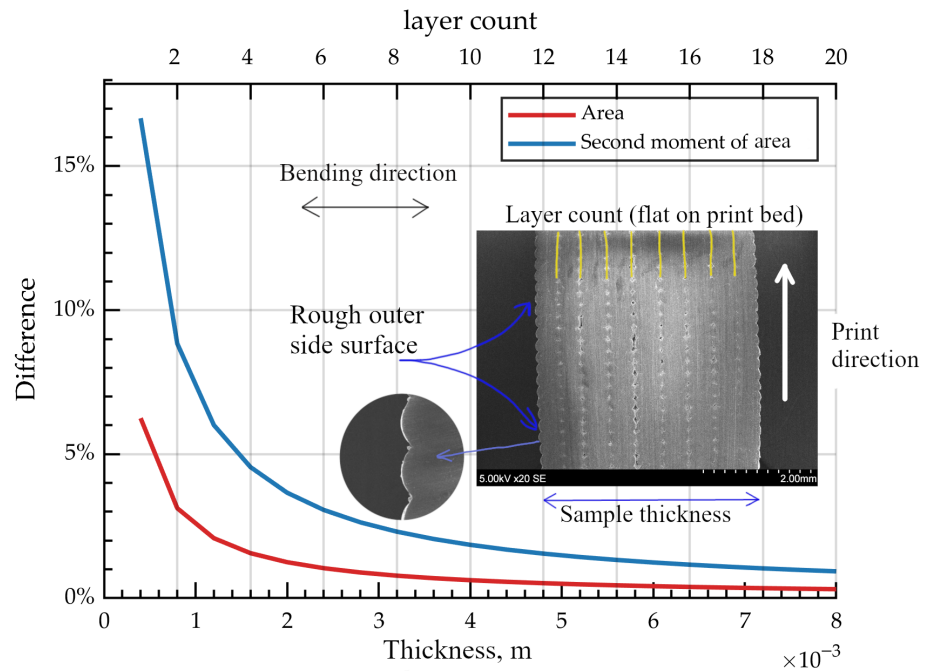 layer count
2 4 6 8 10 12 14 16 18 20
Area
Second moment of area
15%
10%
5%
0%
Difference
Bending direction
Layer count (flat on print bed)
Rough outer
side surface
Print
direction
5.00kV x20 SE 2.00mm
Sample thickness
0 1 2 3 4 5 6 7 8
Thickness, m
×10⁻³